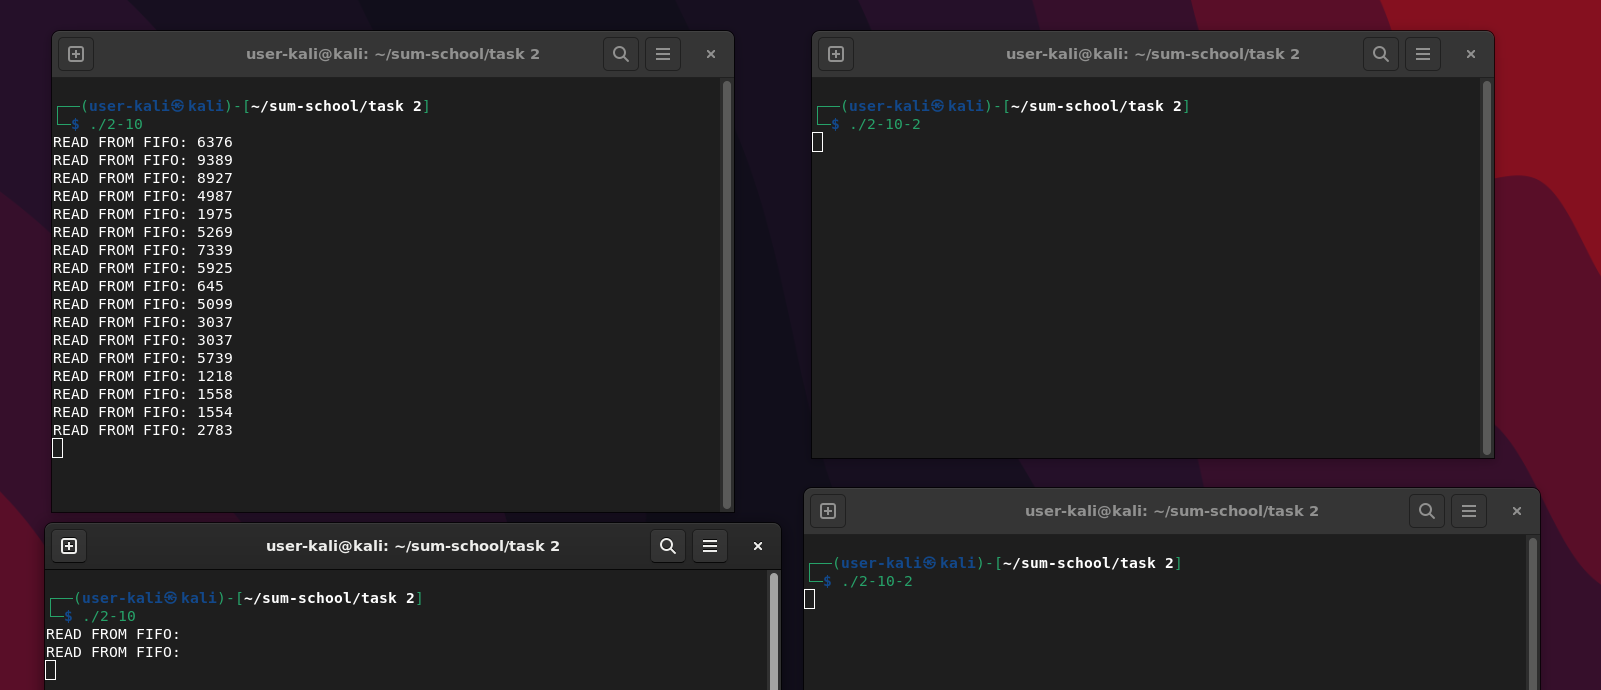 user-kali@kali: ~/sum-school/task 2
┌──(user-kali㉿kali)-[~/sum-school/task 2]
└─$ ./2-10
READ FROM FIFO: 6376
READ FROM FIFO: 9389
READ FROM FIFO: 8927
READ FROM FIFO: 4987
READ FROM FIFO: 1975
READ FROM FIFO: 5269
READ FROM FIFO: 7339
READ FROM FIFO: 5925
READ FROM FIFO: 645
READ FROM FIFO: 5099
READ FROM FIFO: 3037
READ FROM FIFO: 3037
READ FROM FIFO: 5739
READ FROM FIFO: 1218
READ FROM FIFO: 1558
READ FROM FIFO: 1554
READ FROM FIFO: 2783
user-kali@kali: ~/sum-school/task 2
┌──(user-kali㉿kali)-[~/sum-school/task 2]
└─$ ./2-10-2
user-kali@kali: ~/sum-school/task 2
┌──(user-kali㉿kali)-[~/sum-school/task 2]
└─$ ./2-10
READ FROM FIFO:
READ FROM FIFO:
user-kali@kali: ~/sum-school/task 2
┌──(user-kali㉿kali)-[~/sum-school/task 2]
└─$ ./2-10-2